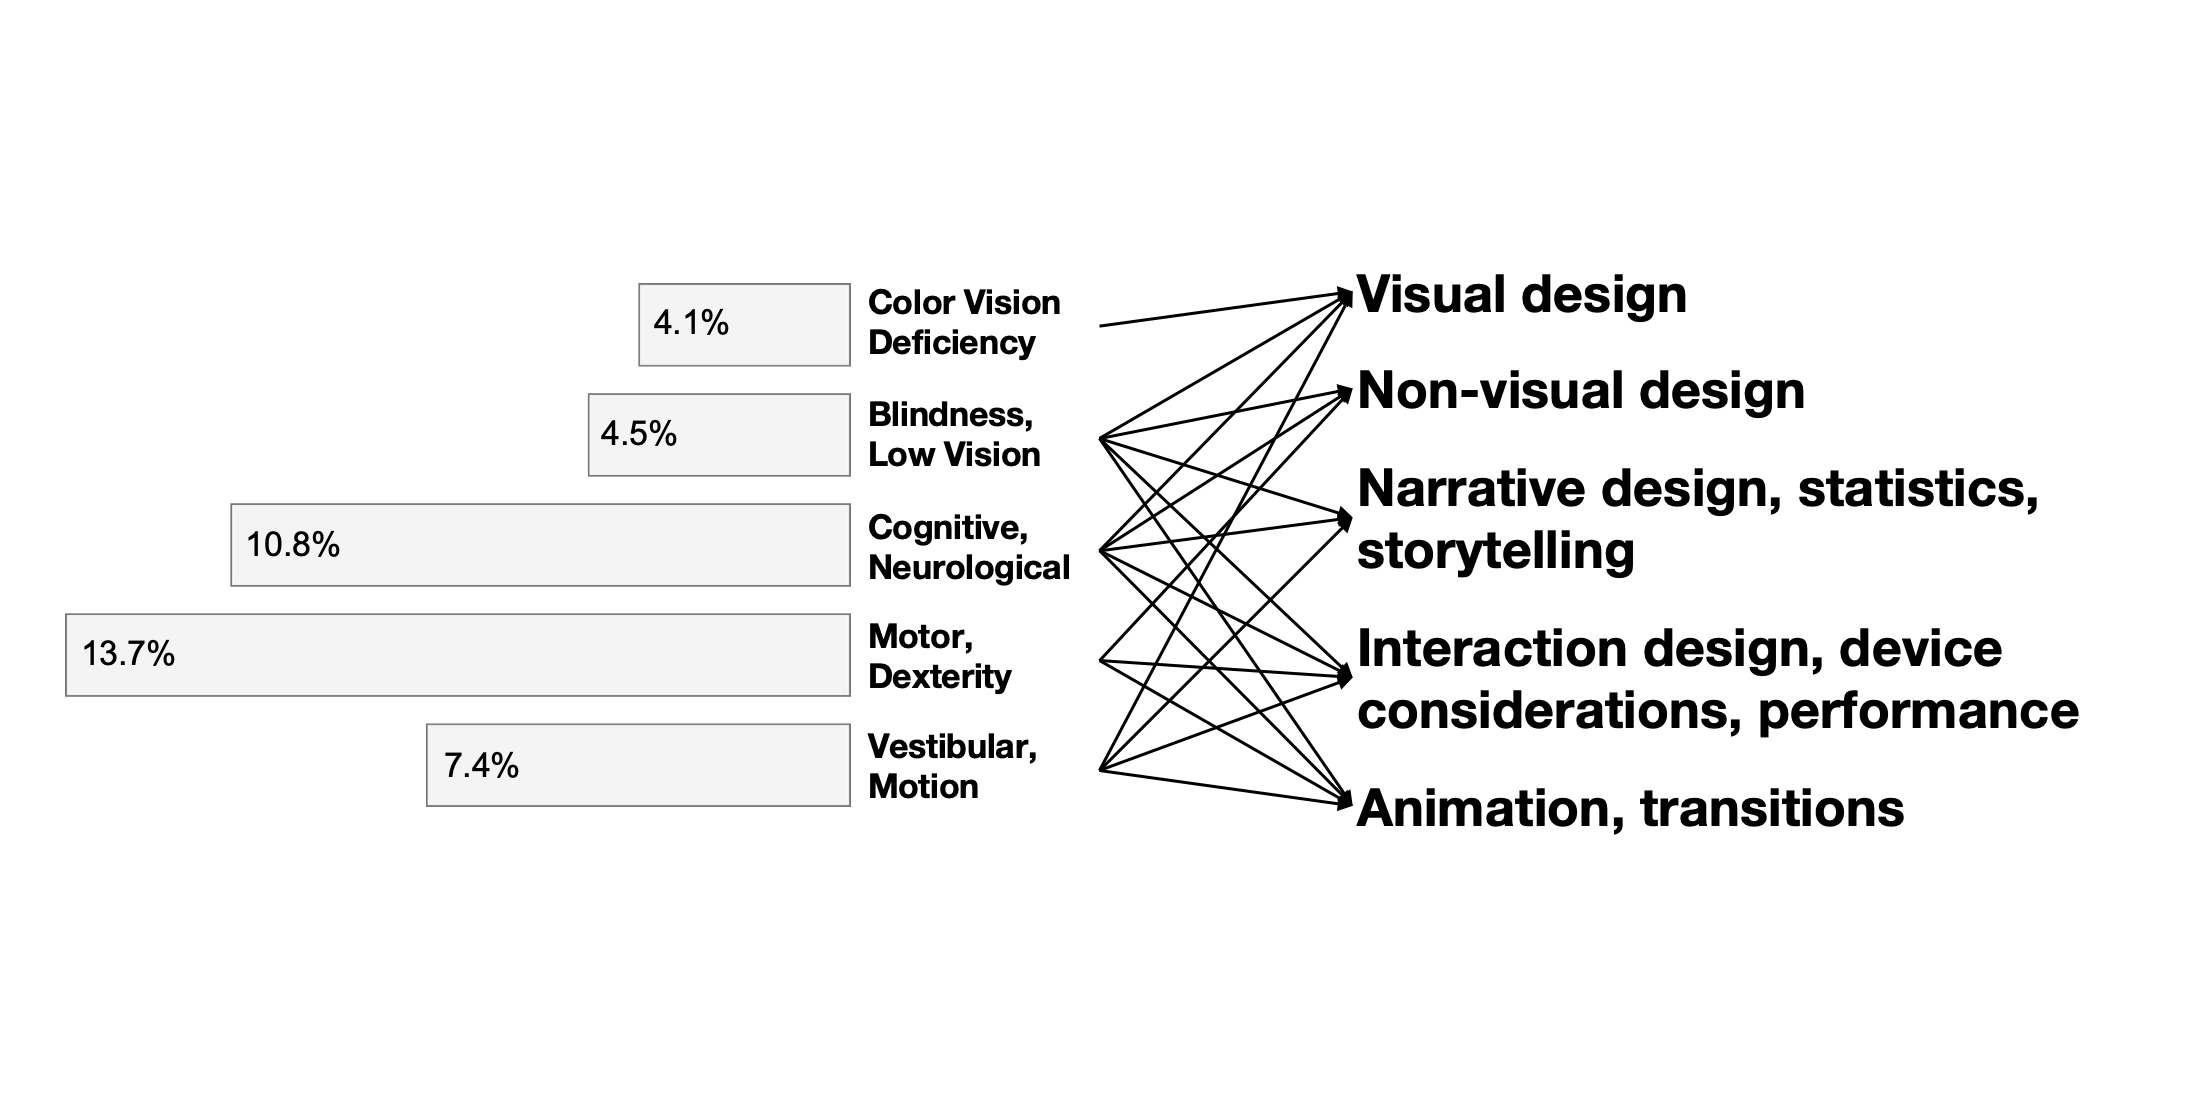 4.1%
Color Vision
Deficiency
4.5%
Blindness,
Low Vision
10.8%
Cognitive,
Neurological
13.7%
Motor,
Dexterity
7.4%
Vestibular,
Motion
Visual design
Non-visual design
Narrative design, statistics,
storytelling
Interaction design, device
considerations, performance
Animation, transitions